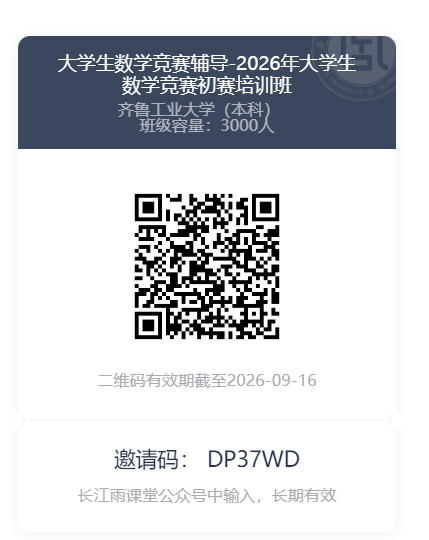 大学生数学竞赛辅导-2026年大学生
数学竞赛初赛培训班
齐鲁工业大学（本科）
班级容量：3000人
二维码有效期截至2026-09-16
邀请码： DP37WD
长江雨课堂公众号中输入，长期有效